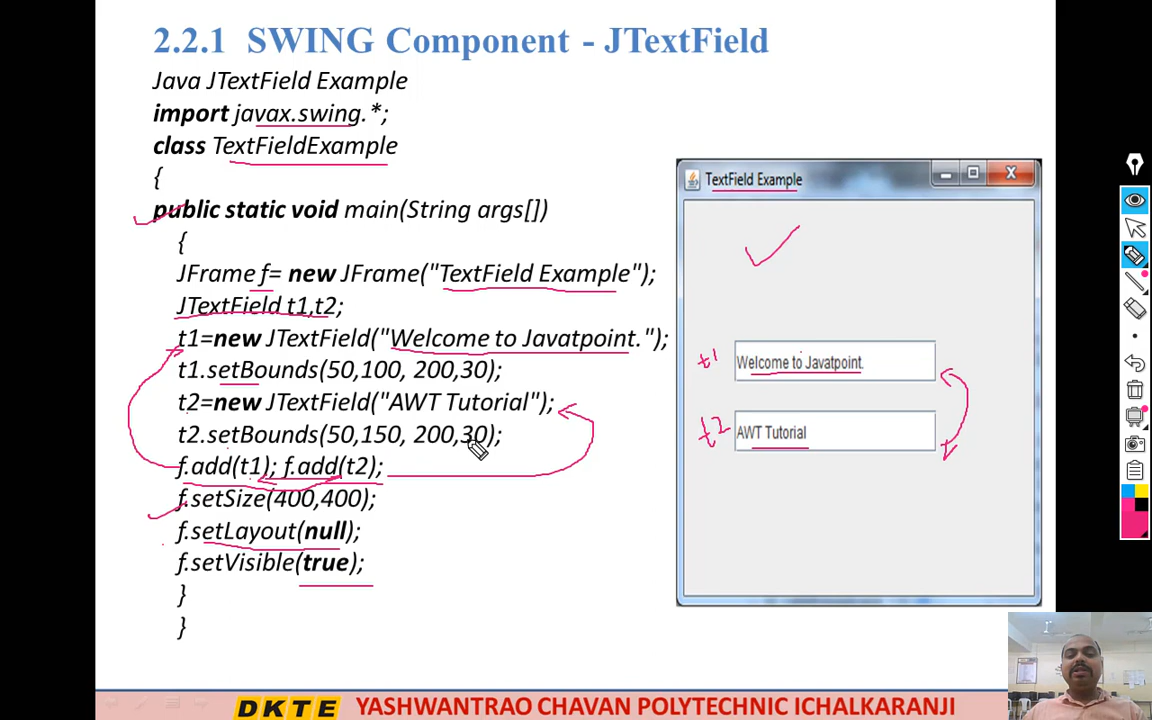 2.2.1 SWING Component - JTextField
Java JTextField Example
import javax.swing.*;
class TextFieldExample
{
public static void main(String args[])
{
JFrame f= new JFrame("TextField Example");
JTextField t1,t2;
t1=new JTextField("Welcome to Javatpoint.");
t1.setBounds(50,100, 200,30);
t2=new JTextField("AWT Tutorial");
t2.setBounds(50,150, 200,30);
f.add(t1); f.add(t2);
f.setSize(400,400);
f.setLayout(null);
f.setVisible(true);
}
}
TextField Example
t1 Welcome to Javatpoint.
t2 AWT Tutorial
DKTE YASHWANTRAO CHAVAN POLYTECHNIC ICHALKARANJI